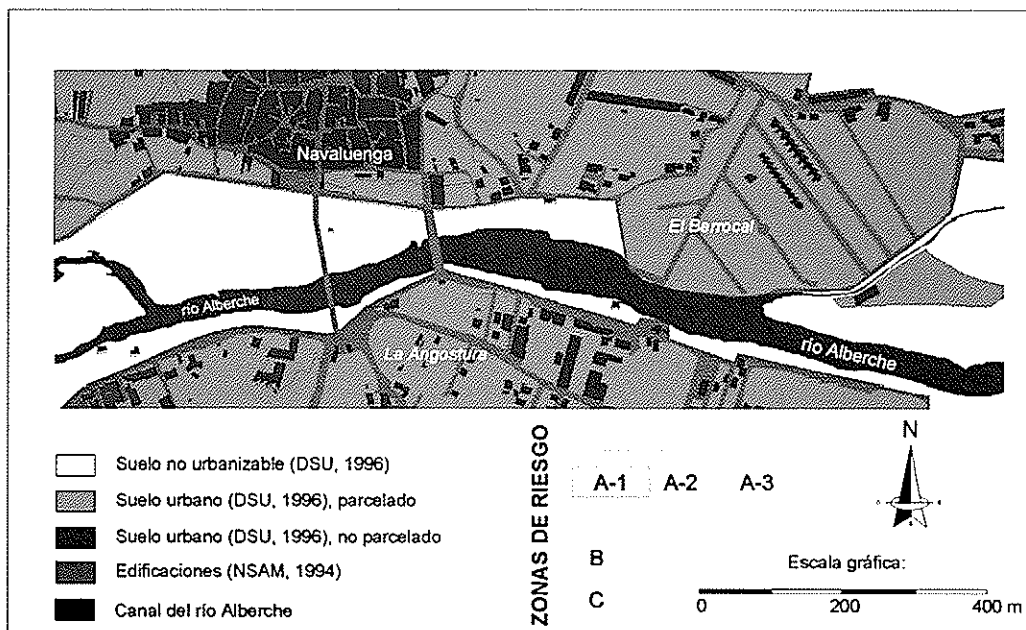 Navaluenga
El Barrocal
río Alberche
La Angostura
río Alberche
Suelo no urbanizable (DSU, 1996)
Suelo urbano (DSU, 1996), parcelado
Suelo urbano (DSU, 1996), no parcelado
Edificaciones (NSAM, 1994)
Canal del río Alberche
ZONAS DE RIESGO
A-1 A-2 A-3
B
C
N
Escala gráfica:
0 200 400 m